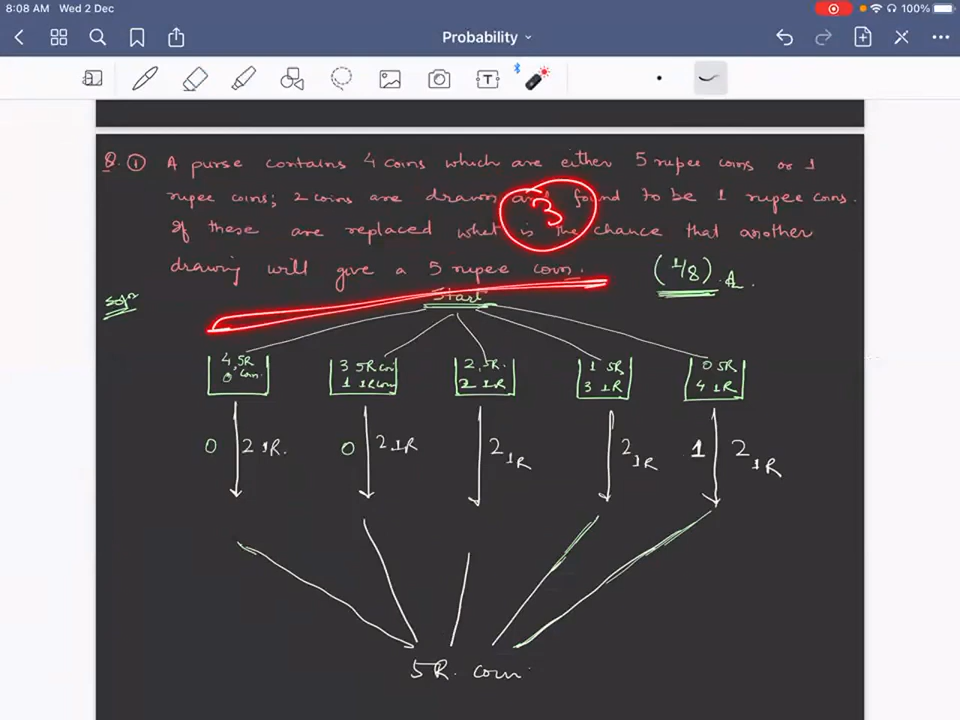 8:08 AM Wed 2 Dec
100%
Probability
Q. ① A purse contains 4 coins which are either 5 rupee coins or 1
rupee coins; 2 coins are drawn and found to be 1 rupee coins.
3
If these are replaced what is the chance that another
drawing will give a 5 rupee coin.
(1/8) A
Soln
Start
4, 5R
0 coin.
3 5R coi
1 1R coin
2, 5R.
2 1R
1 5R
3 1R
0 5R
4 1R
0 2 1R.
0 2 1R
2 1R
2 1R
1 2 1R
5R. coin